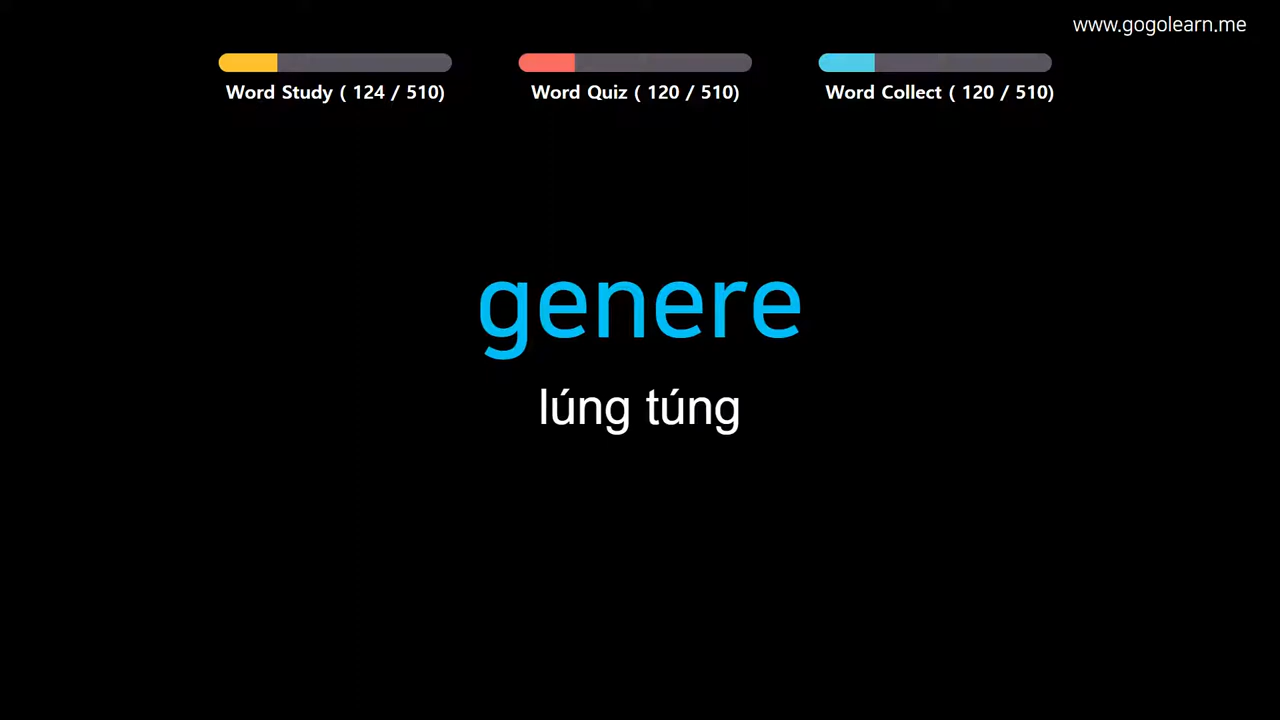 www.gogolearn.me
Word Study ( 124 / 510)
Word Quiz ( 120 / 510)
Word Collect ( 120 / 510)
genere
lúng túng